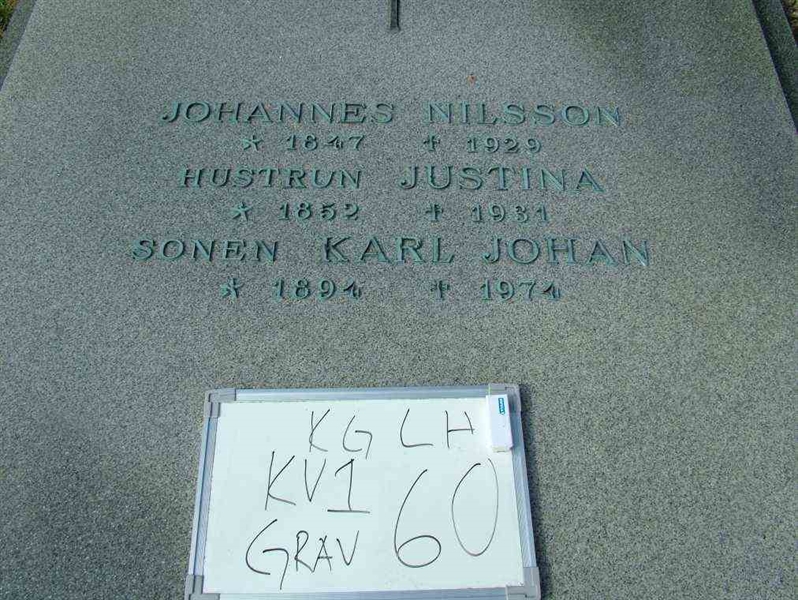 JOHANNES NILSSON
* 1847 † 1929
HUSTRUN JUSTINA
* 1852 † 1931
SONEN KARL JOHAN
* 1894 † 1974
KG LH
KV1
GRAV 60